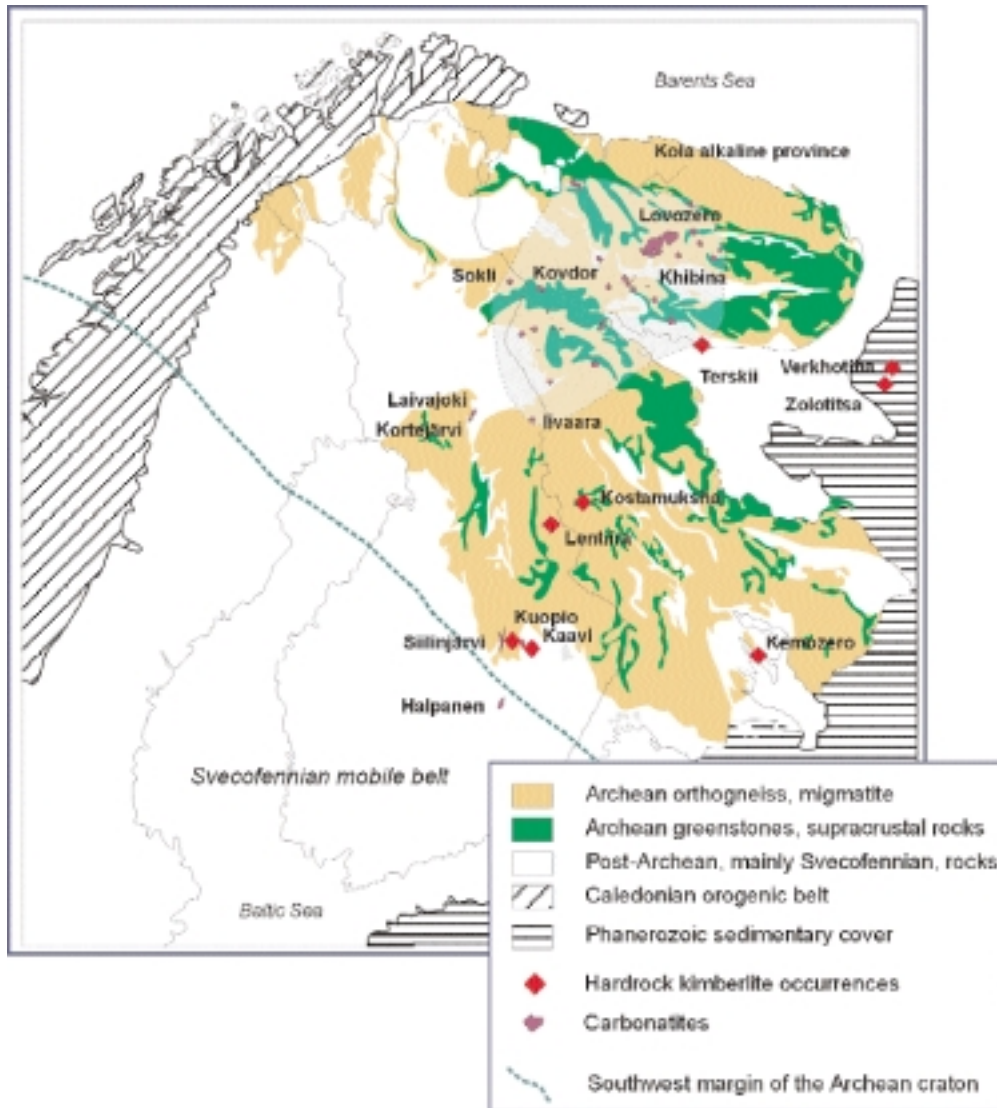 Barents Sea
Kola alkaline province
Lovozero
Sokli
Kovdor
Khibina
Terskii
Verkhotina
Zolotitsa
Laivajoki
Kortejärvi
Iivaara
Kostamuksha
Lentiira
Kuopio
Siilinjärvi
Kaavi
Kemozero
Halpanen
Svecofennian mobile belt
Baltic Sea
Archean orthogneiss, migmatite
Archean greenstones, supracrustal rocks
Post-Archean, mainly Svecofennian, rocks
Caledonian orogenic belt
Phanerozoic sedimentary cover
Hardrock kimberlite occurrences
Carbonatites
Southwest margin of the Archean craton